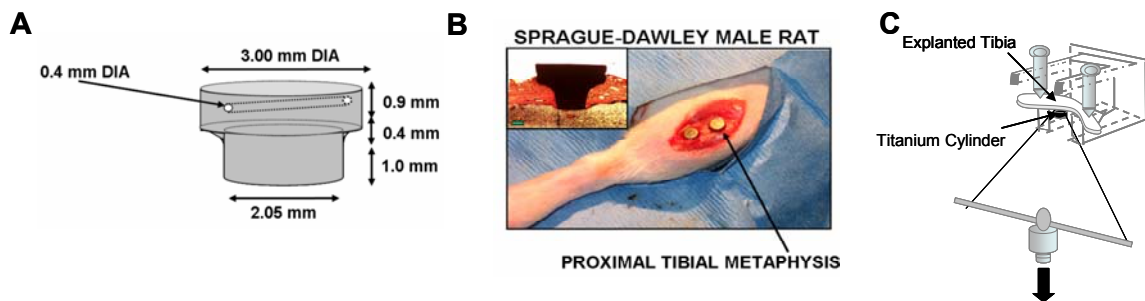 A
3.00 mm DIA
0.4 mm DIA
0.9 mm
0.4 mm
1.0 mm
2.05 mm
B
SPRAGUE-DAWLEY MALE RAT
PROXIMAL TIBIAL METAPHYSIS
C
Explanted Tibia
Titanium Cylinder